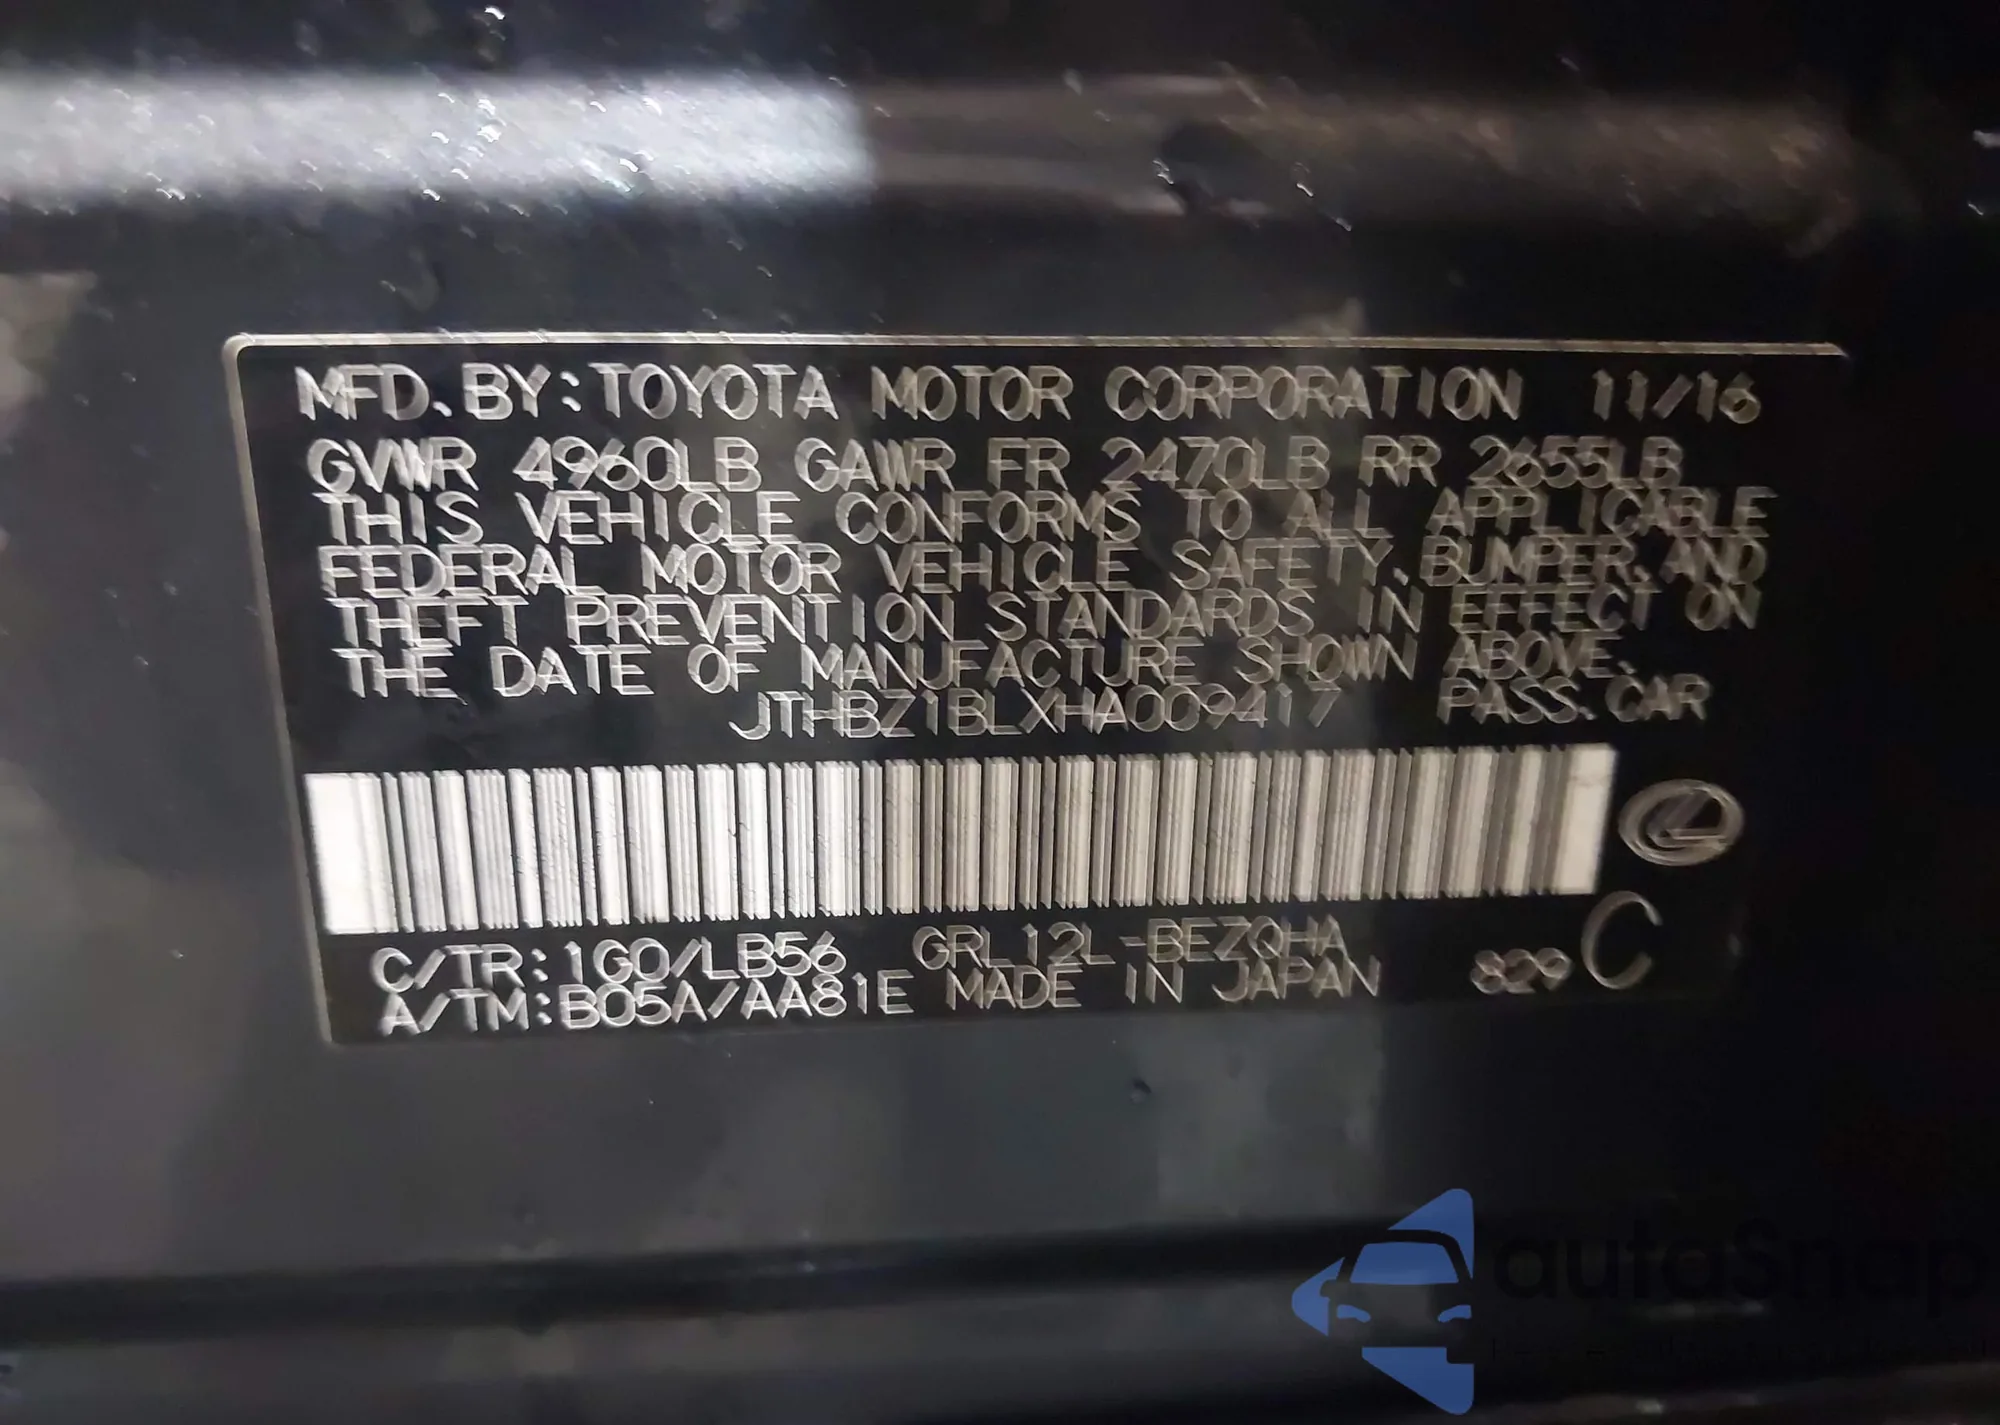 MFD. BY: TOYOTA MOTOR CORPORATION 11/16
GVWR 4960LB GAWR FR 2470LB RR 2655LB
THIS VEHICLE CONFORMS TO ALL APPLICABLE
FEDERAL MOTOR VEHICLE SAFETY, BUMPER, AND
THEFT PREVENTION STANDARDS IN EFFECT ON
THE DATE OF MANUFACTURE SHOWN ABOVE.
JTHBZ1BLXHA009417 PASS. CAR
C/TR: 1G0/LB56 GRL12L-BEZQHA
A/TM: B05A/AA81E MADE IN JAPAN 829 C
autoSnap